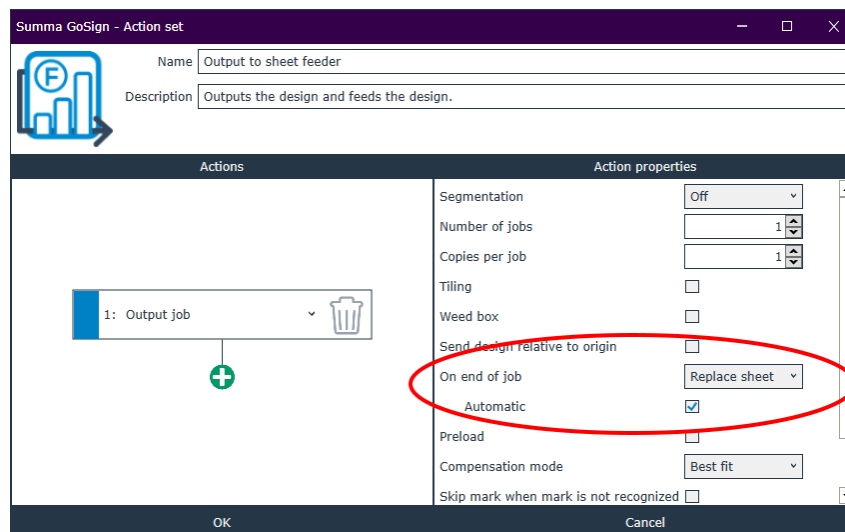 Summa GoSign - Action set
F
Name Output to sheet feeder
Description Outputs the design and feeds the design.
Actions
Action properties
1: Output job
Segmentation Off
Number of jobs 1
Copies per job 1
Tiling
Weed box
Send design relative to origin
On end of job Replace sheet
Automatic
Preload
Compensation mode Best fit
Skip mark when mark is not recognized
OK
Cancel